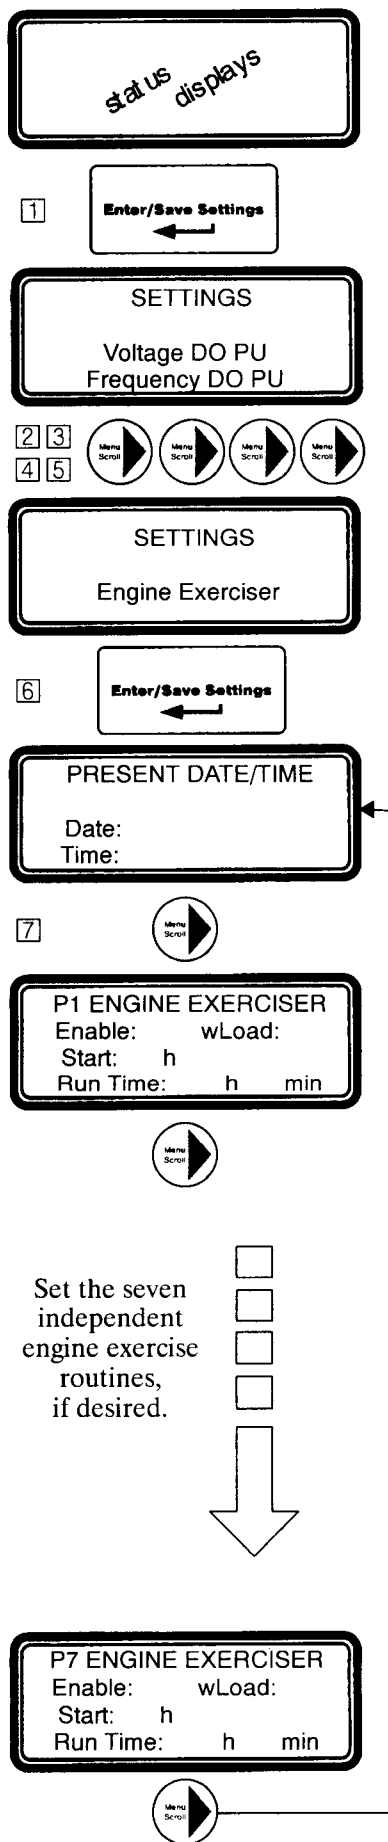 status
displays
1
Enter/Save Settings
SETTINGS
Voltage DO PU
Frequency DO PU
2 3
4 5
Menu
Scroll
Menu
Scroll
Menu
Scroll
Menu
Scroll
SETTINGS
Engine Exerciser
6
Enter/Save Settings
PRESENT DATE/TIME
Date:
Time:
7
Menu
Scroll
P1 ENGINE EXERCISER
Enable: wLoad:
Start: h
Run Time: h min
Menu
Scroll
Set the seven
independent
engine exercise
routines,
if desired.
P7 ENGINE EXERCISER
Enable: wLoad:
Start: h
Run Time: h min
Menu
Scroll